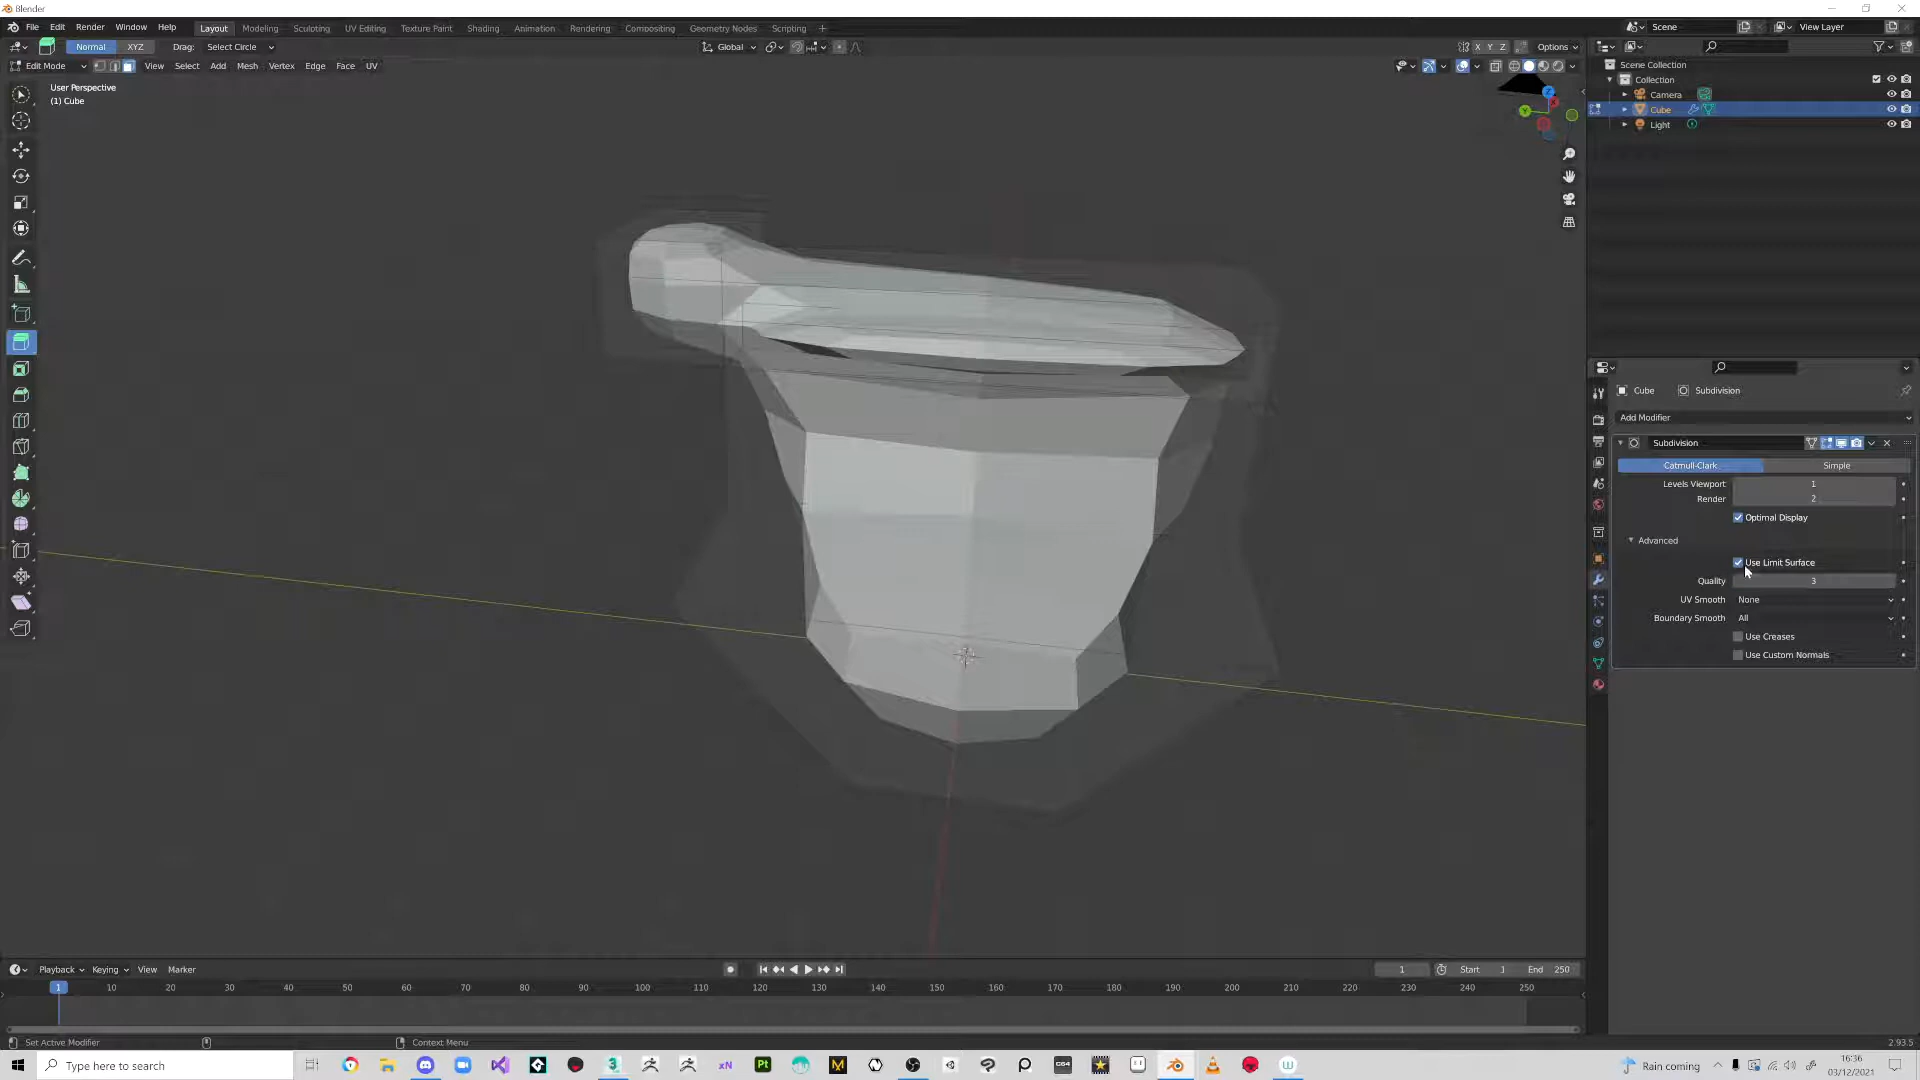 Blender
File Edit Render Window Help
Layout Modeling Sculpting UV Editing Texture Paint Shading Animation Rendering Compositing Geometry Nodes Scripting +
Scene View Layer
Normal XYZ Drag: Select Circle Global X Y Z Options
Edit Mode View Select Add Mesh Vertex Edge Face UV
User Perspective
(1) Cube
Scene Collection
Collection
Camera
Cube
Light
Cube Subdivision
Add Modifier
Subdivision
Catmull-Clark Simple
Levels Viewport 1
Render 2
Optimal Display
Advanced
Use Limit Surface
Quality 3
UV Smooth None
Boundary Smooth All
Use Creases
Use Custom Normals
Playback Keying View Marker 1 Start 1 End 250
1 10 20 30 40 50 60 70 80 90 100 110 120 130 140 150 160 170 180 190 200 210 220 230 240 250
Set Active Modifier Context Menu 2.93.5
Type here to search
xN Pt C64 Rain coming
16:36
03/12/2021